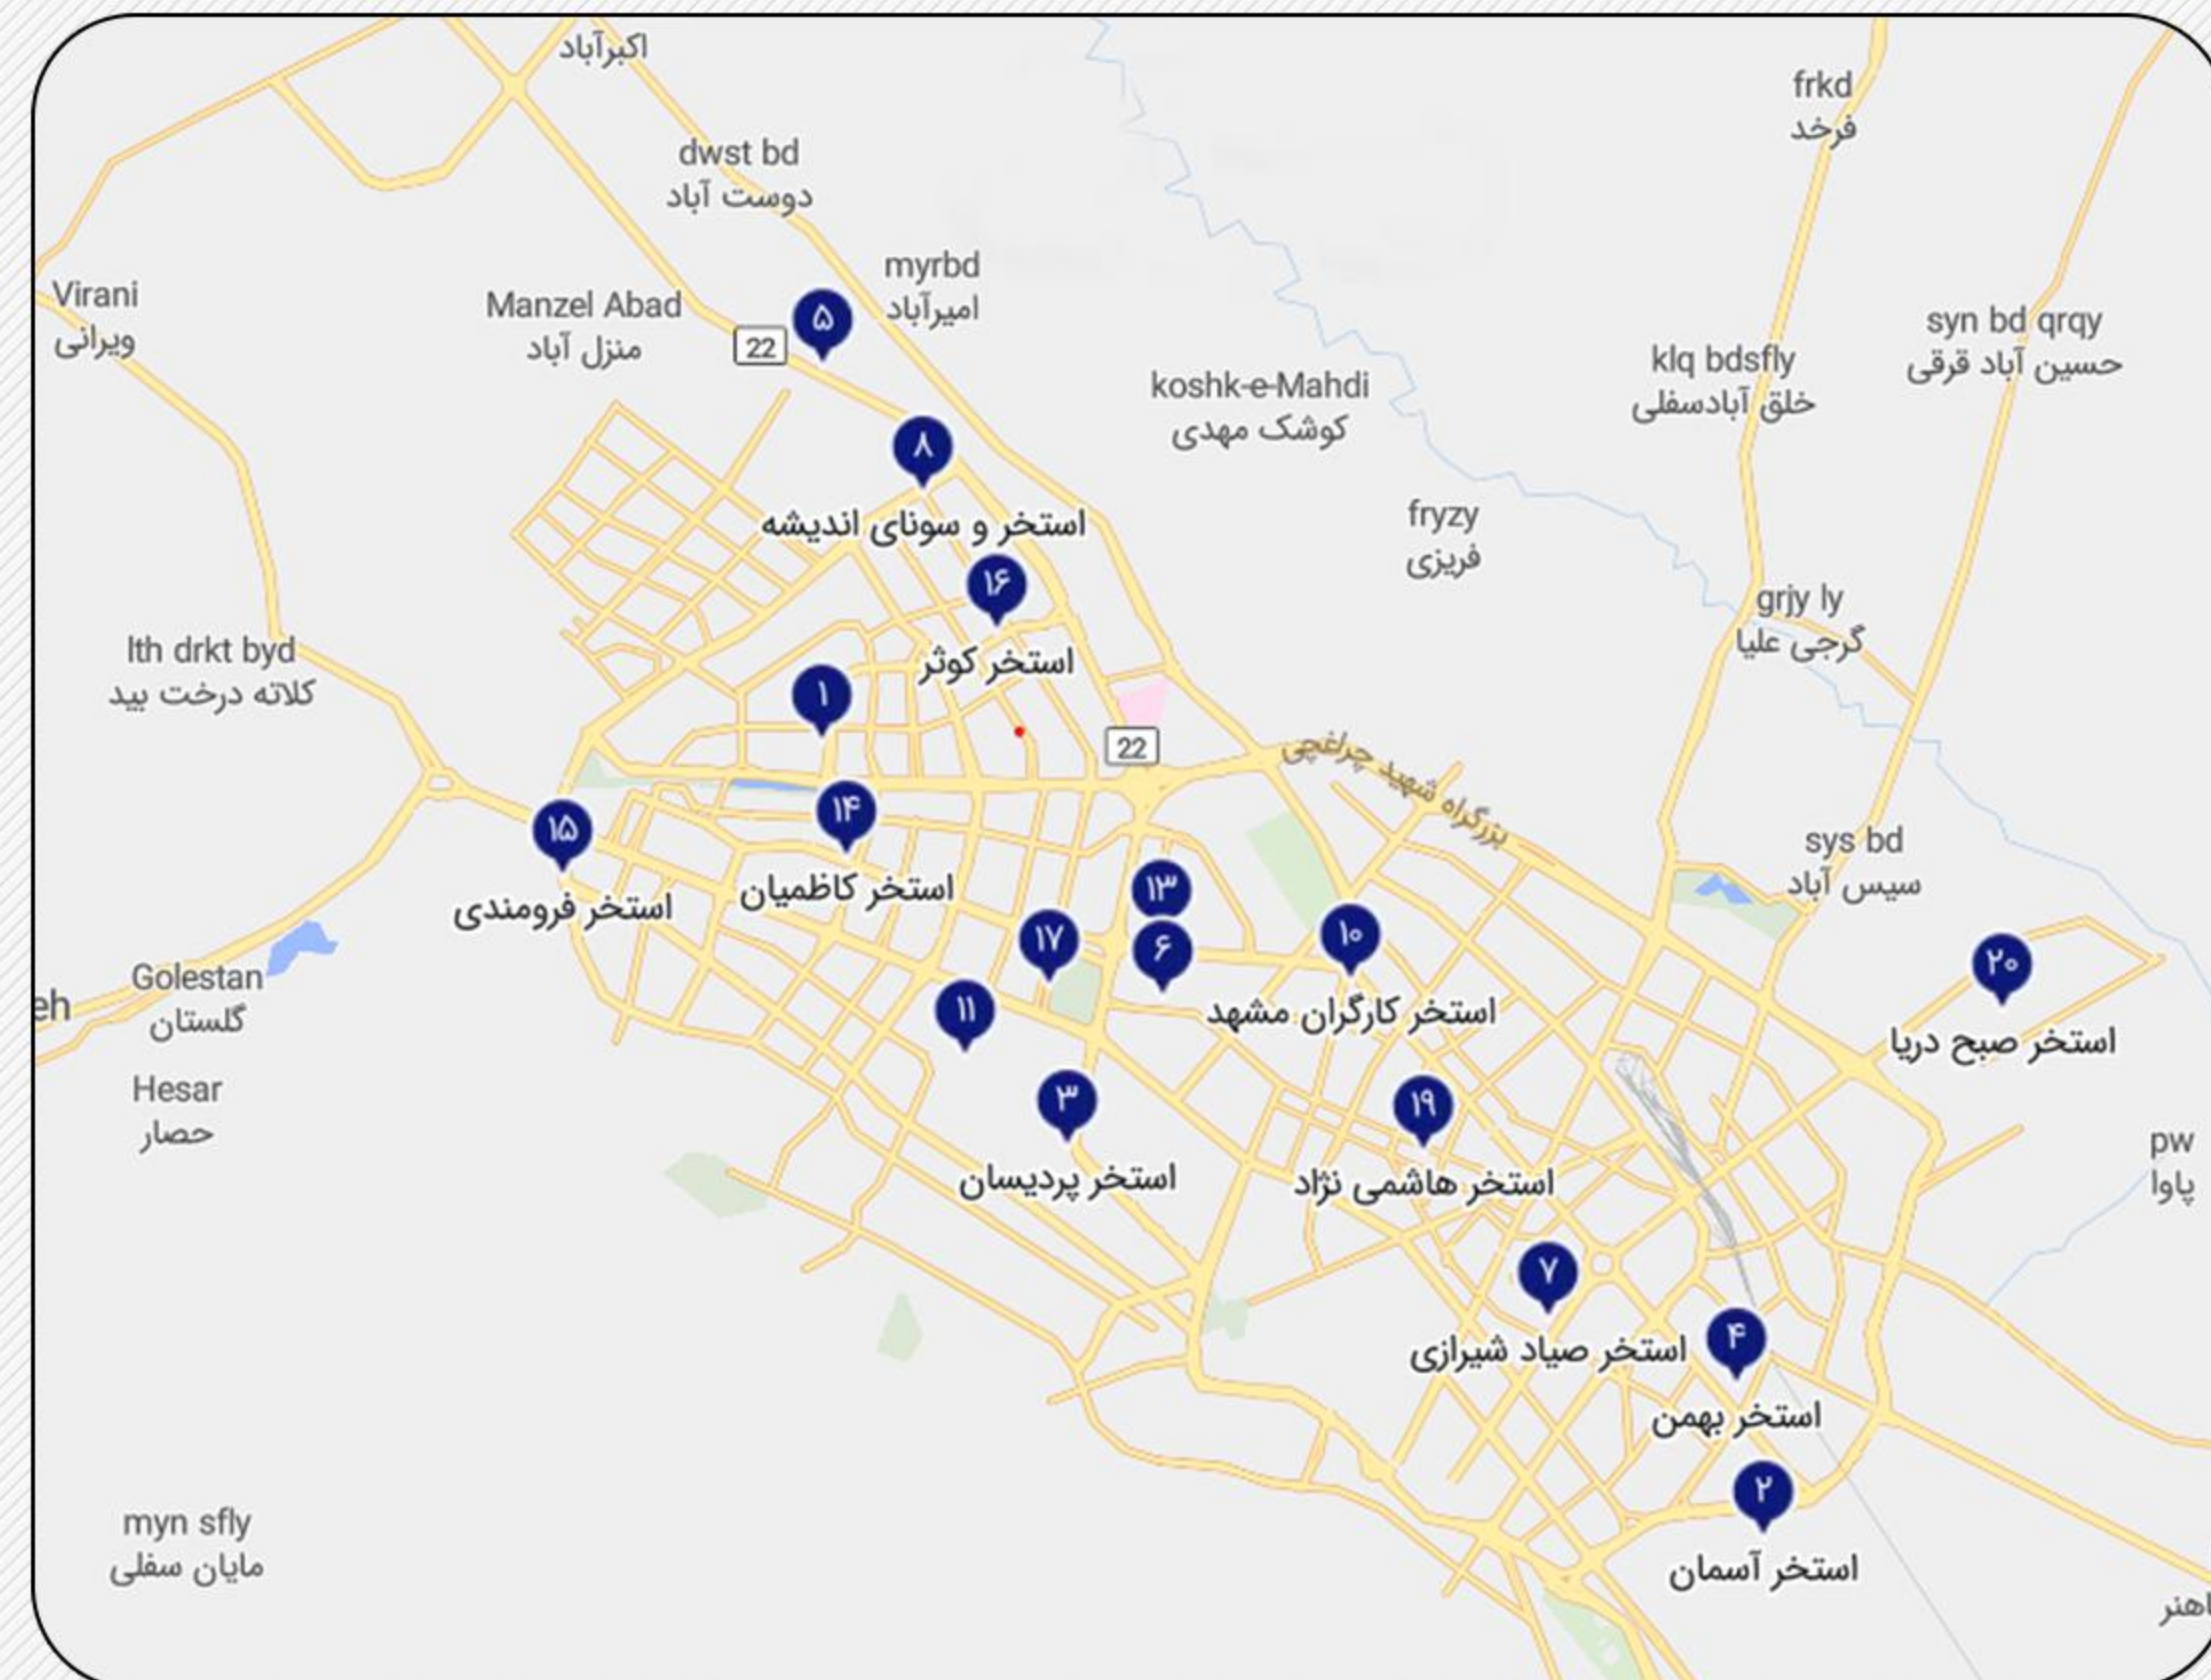 اکبرآباد
frkd
فرخد
dwst bd
دوست آباد
myrbd
امیرآباد
Virani
ویرانی
Manzel Abad
منزل آباد
22
۵
syn bd qrqy
حسین آباد قرقی
klq bdsfly
خلق آبادسفلی
koshk-e-Mahdi
کوشک مهدی
۸
استخر و سونای اندیشه
fryzy
فریزی
۱۶
استخر کوثر
grjy ly
گرجی علیا
lth drkt byd
کلاته درخت بید
۱
22
بزرگراه شهید چراغچی
۱۴
استخر کاظمیان
۱۵
استخر فرومندی
sys bd
سیس آباد
۱۳
۶
۱۷
۱۰
استخر کارگران مشهد
۲۰
استخر صبح دریا
Golestan
گلستان
eh
۱۱
Hesar
حصار
۳
استخر پردیسان
۱۹
استخر هاشمی نژاد
pw
پاوا
۷
استخر صیاد شیرازی
۴
استخر بهمن
۲
استخر آسمان
myn sfly
مایان سفلی
اهنر